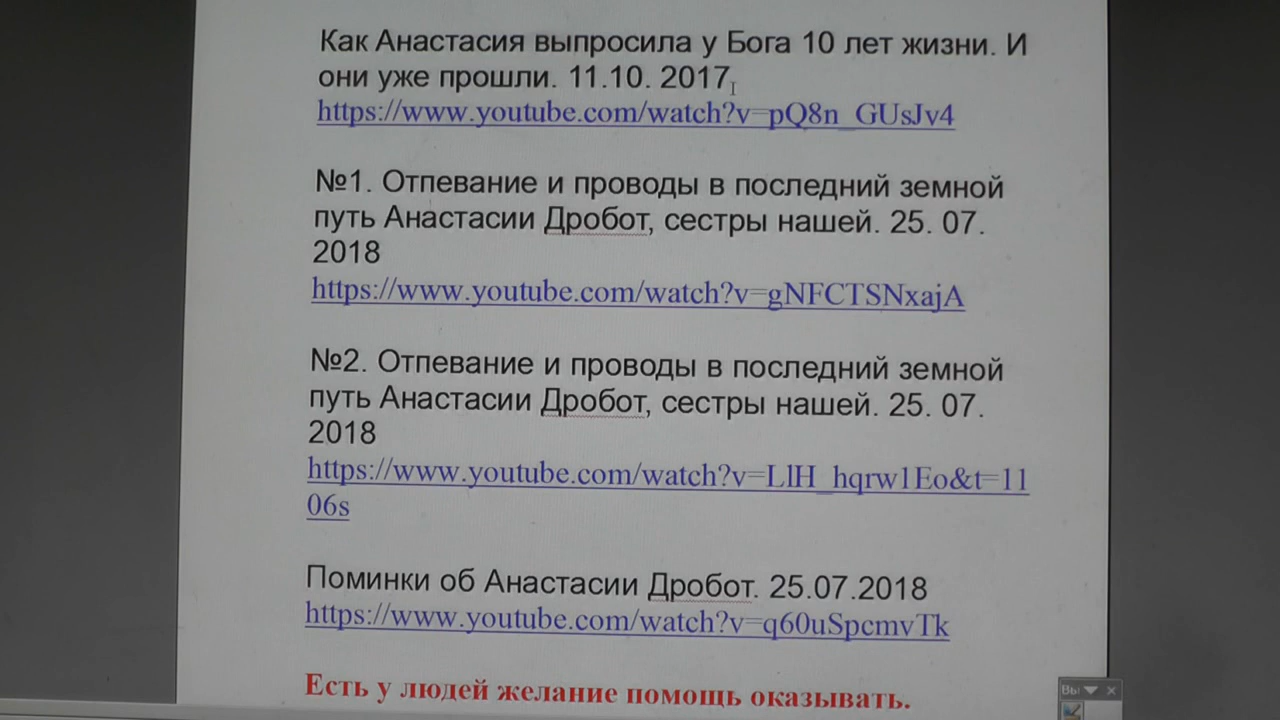 Как Анастасия выпросила у Бога 10 лет жизни. И
они уже прошли. 11.10. 2017
https://www.youtube.com/watch?v=pQ8n_GUsJv4
№1. Отпевание и проводы в последний земной
путь Анастасии Дробот, сестры нашей. 25. 07.
2018
https://www.youtube.com/watch?v=gNFCTSNxajA
№2. Отпевание и проводы в последний земной
путь Анастасии Дробот, сестры нашей. 25. 07.
2018
https://www.youtube.com/watch?v=LlH_hqrw1Eo&t=11
06s
Поминки об Анастасии Дробот. 25.07.2018
https://www.youtube.com/watch?v=q60uSpcmvTk
Есть у людей желание помощь оказывать.
Вы